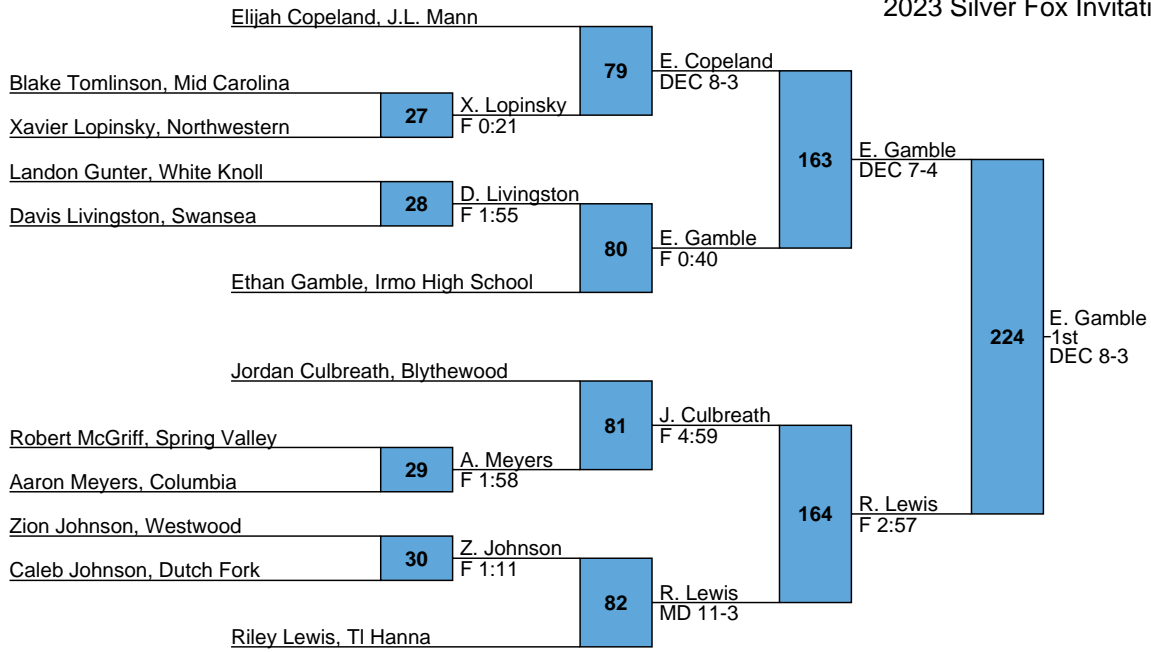 2023 Silver Fox Invitati
Elijah Copeland, J.L. Mann
79
E. Copeland
DEC 8-3
Blake Tomlinson, Mid Carolina
27
X. Lopinsky
F 0:21
Xavier Lopinsky, Northwestern
163
E. Gamble
DEC 7-4
Landon Gunter, White Knoll
28
D. Livingston
F 1:55
Davis Livingston, Swansea
80
E. Gamble
F 0:40
Ethan Gamble, Irmo High School
224
E. Gamble
1st
DEC 8-3
Jordan Culbreath, Blythewood
81
J. Culbreath
F 4:59
Robert McGriff, Spring Valley
29
A. Meyers
F 1:58
Aaron Meyers, Columbia
164
R. Lewis
F 2:57
Zion Johnson, Westwood
30
Z. Johnson
F 1:11
Caleb Johnson, Dutch Fork
82
R. Lewis
MD 11-3
Riley Lewis, Tl Hanna